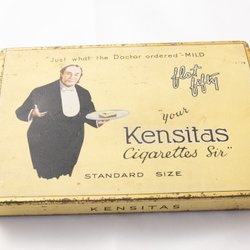 "Just what the Doctor ordered"-MILD
flat
fifty
"your
Kensitas
Cigarettes Sir"
STANDARD SIZE
KENSITAS